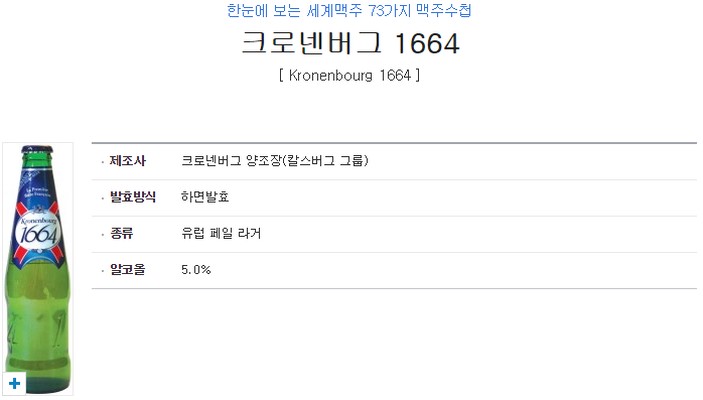 한눈에 보는 세계맥주 73가지 맥주수첩
크로넨버그 1664
[ Kronenbourg 1664 ]
제조사 크로넨버그 양조장(칼스버그 그룹)
발효방식 하면발효
종류 유럽 페일 라거
알코올 5.0%
Kronenbourg
1664